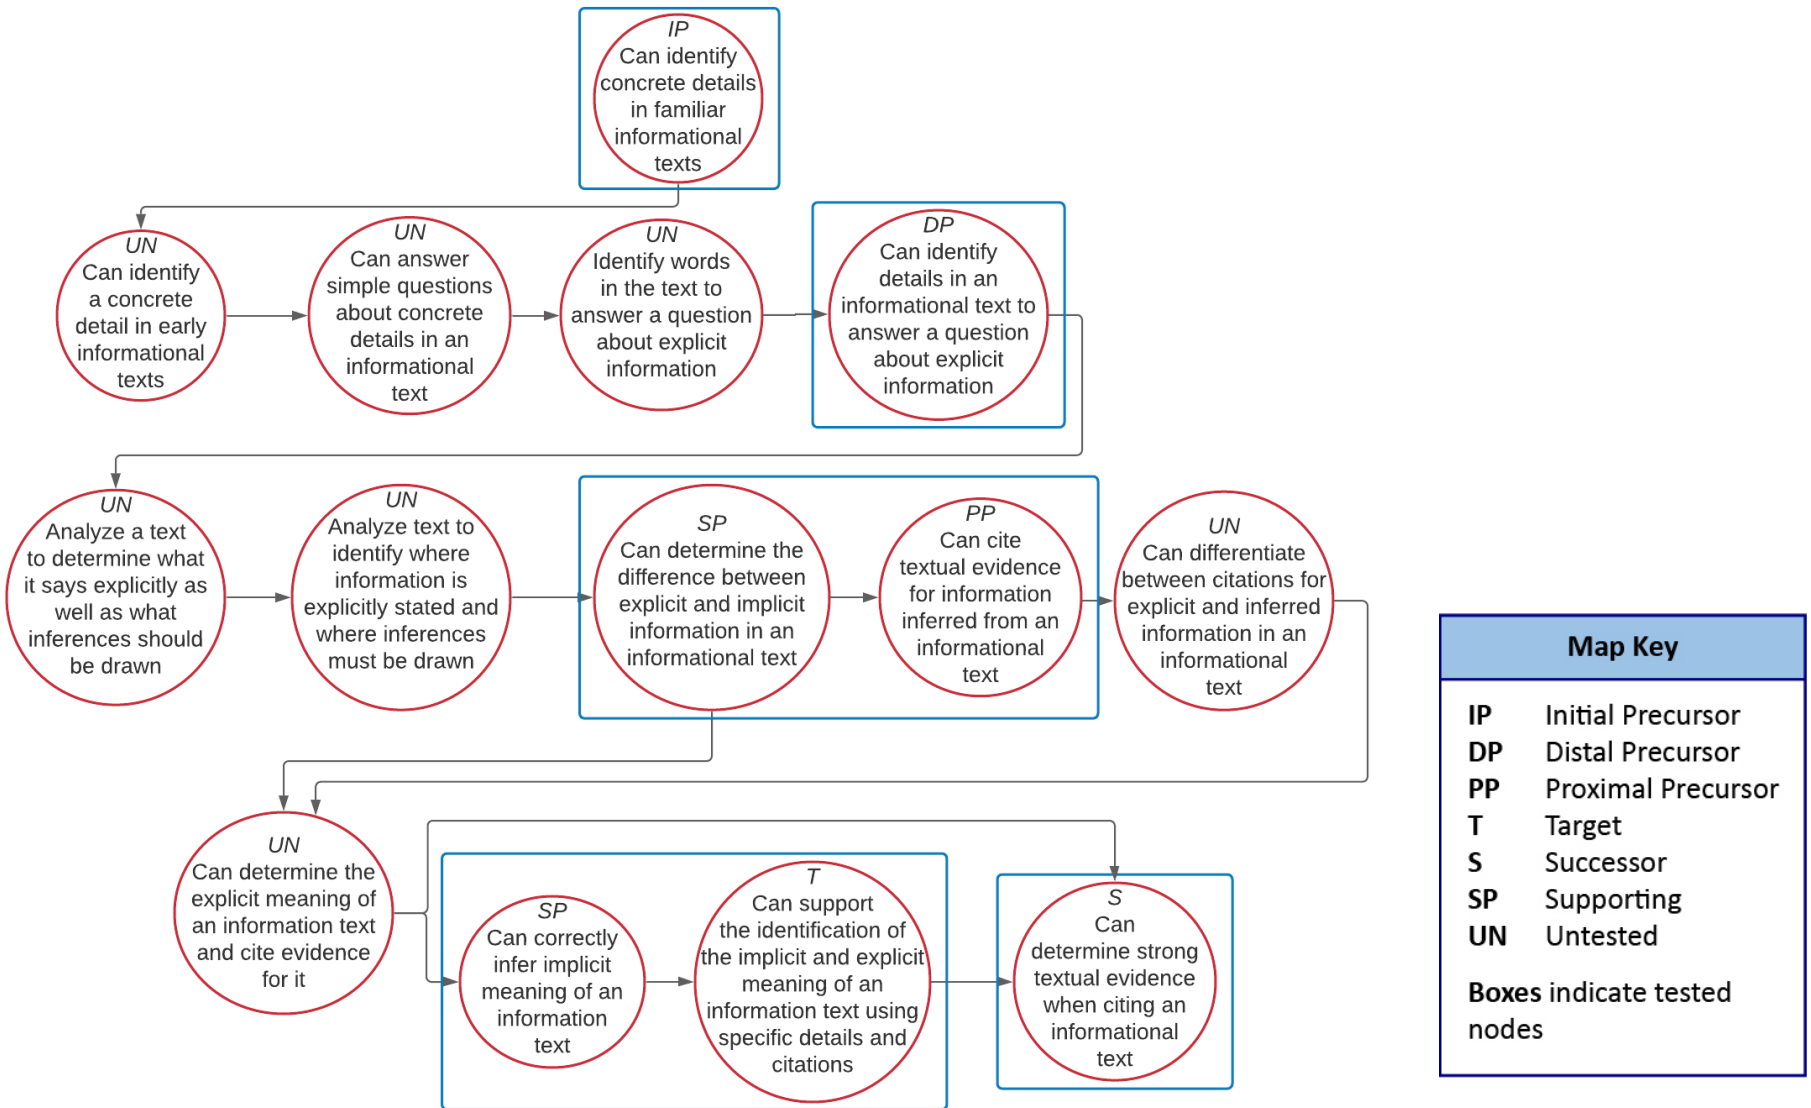 IP
Can identify
concrete details
in familiar
informational
texts
UN
Can identify
a concrete
detail in early
informational
texts
UN
Can answer
simple questions
about concrete
details in an
informational
text
UN
Identify words
in the text to
answer a question
about explicit
information
DP
Can identify
details in an
informational text to
answer a question
about explicit
information
UN
Analyze a text
to determine what
it says explicitly as
well as what
inferences should
be drawn
UN
Analyze text to
identify where
information is
explicitly stated and
where inferences
must be drawn
SP
Can determine the
difference between
explicit and implicit
information in an
informational text
PP
Can cite
textual evidence
for information
inferred from an
informational
text
UN
Can differentiate
between citations for
explicit and inferred
information in an
informational
text
UN
Can determine the
explicit meaning of
an information text
and cite evidence
for it
SP
Can correctly
infer implicit
meaning of an
information
text
T
Can support
the identification of
the implicit and explicit
meaning of an
information text using
specific details and
citations
S
Can
determine strong
textual evidence
when citing an
informational
text
Map Key
IP Initial Precursor
DP Distal Precursor
PP Proximal Precursor
T Target
S Successor
SP Supporting
UN Untested
Boxes indicate tested
nodes